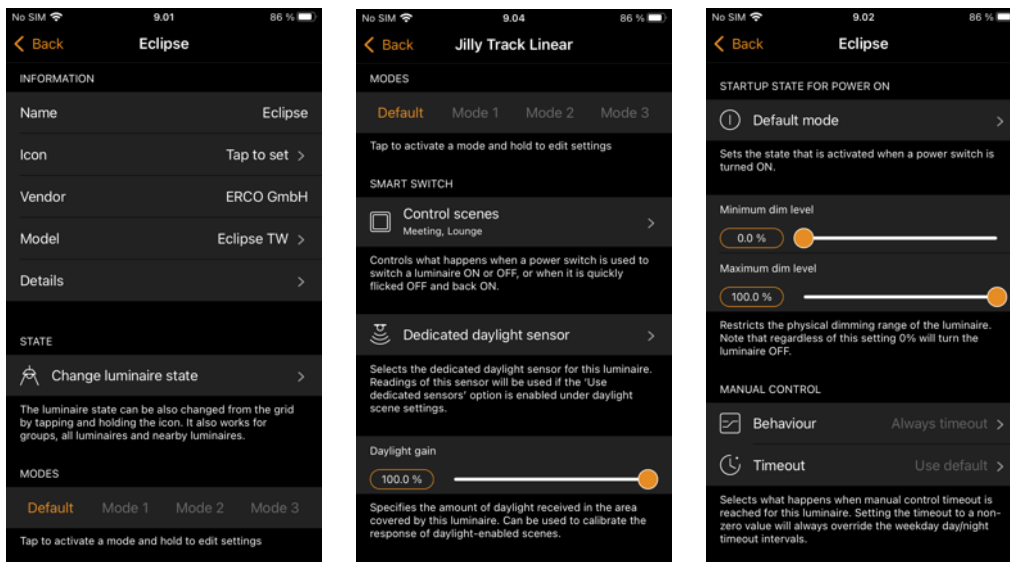 No SIM 9.01 86 %
Back Eclipse
INFORMATION
Name Eclipse
Icon Tap to set >
Vendor ERCO GmbH
Model Eclipse TW >
Details >
STATE
Change luminaire state >
The luminaire state can be also changed from the grid
by tapping and holding the icon. It also works for
groups, all luminaires and nearby luminaires.
MODES
Default Mode 1 Mode 2 Mode 3
Tap to activate a mode and hold to edit settings
No SIM 9.04 86 %
Back Jilly Track Linear
MODES
Default Mode 1 Mode 2 Mode 3
Tap to activate a mode and hold to edit settings
SMART SWITCH
Control scenes >
Meeting, Lounge
Controls what happens when a power switch is used to
switch a luminaire ON or OFF, or when it is quickly
flicked OFF and back ON.
Dedicated daylight sensor >
Selects the dedicated daylight sensor for this luminaire.
Readings of this sensor will be used if the 'Use
dedicated sensors' option is enabled under daylight
scene settings.
Daylight gain
100.0 %
Specifies the amount of daylight received in the area
covered by this luminaire. Can be used to calibrate the
response of daylight-enabled scenes.
No SIM 9.02 86 %
Back Eclipse
STARTUP STATE FOR POWER ON
Default mode >
Sets the state that is activated when a power switch is
turned ON.
Minimum dim level
0.0 %
Maximum dim level
100.0 %
Restricts the physical dimming range of the luminaire.
Note that regardless of this setting 0% will turn the
luminaire OFF.
MANUAL CONTROL
Behaviour Always timeout >
Timeout Use default >
Selects what happens when manual control timeout is
reached for this luminaire. Setting the timeout to a non-
zero value will always override the weekday day/night
timeout intervals.